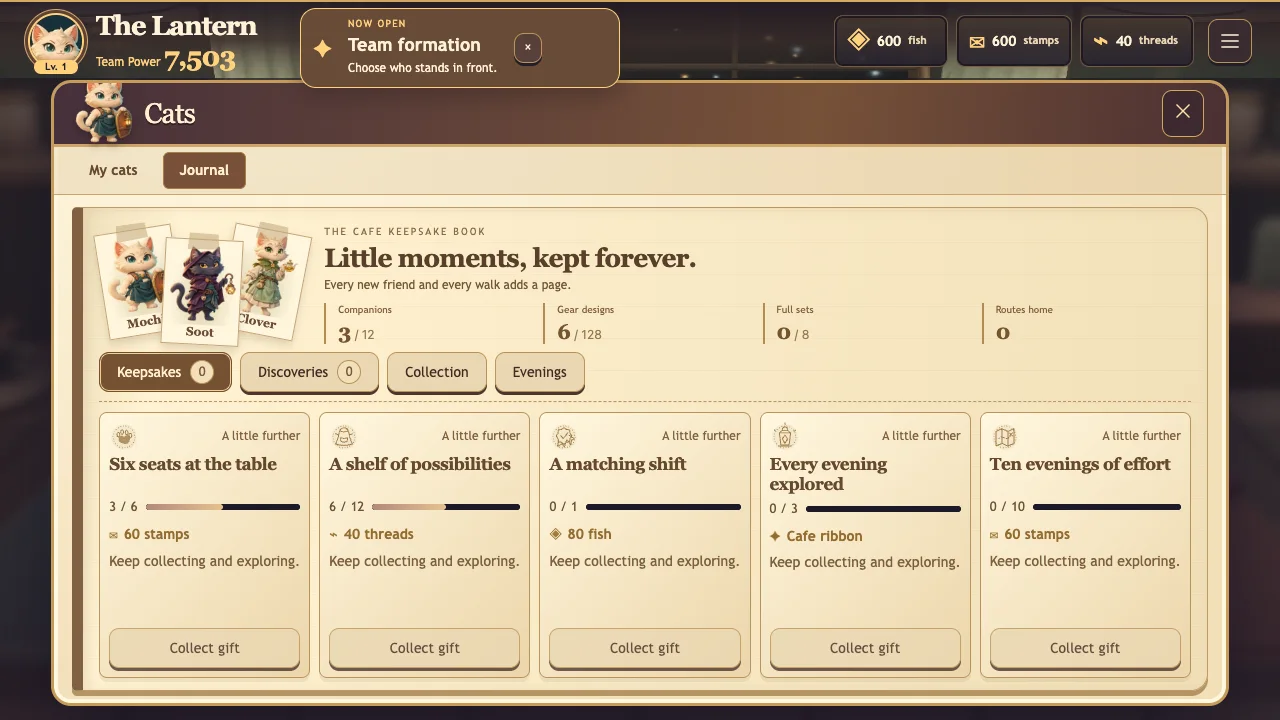 The Lantern
Lv. 1
Team Power 7,503
NOW OPEN
Team formation
Choose who stands in front.
×
600 fish
600 stamps
40 threads
Cats
My cats
Journal
Moch
Soot
Clover
THE CAFE KEEPSAKE BOOK
Little moments, kept forever.
Every new friend and every walk adds a page.
Companions
3 / 12
Gear designs
6 / 128
Full sets
0 / 8
Routes home
0
Keepsakes 0
Discoveries 0
Collection
Evenings
A little further
Six seats at the table
3 / 6
60 stamps
Keep collecting and exploring.
Collect gift
A little further
A shelf of possibilities
6 / 12
40 threads
Keep collecting and exploring.
Collect gift
A little further
A matching shift
0 / 1
80 fish
Keep collecting and exploring.
Collect gift
A little further
Every evening
explored
0 / 3
Cafe ribbon
Keep collecting and exploring.
Collect gift
A little further
Ten evenings of effort
0 / 10
60 stamps
Keep collecting and exploring.
Collect gift